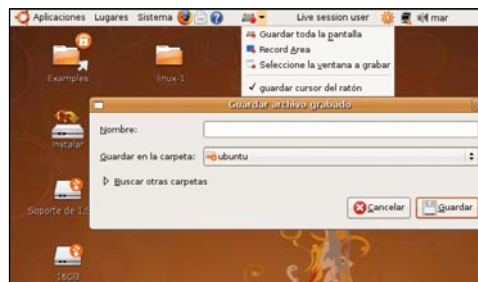 Aplicaciones Lugares Sistema Live session user mar
Guardar toda la pantalla
Record Area
Seleccione la ventana a grabar
✓ guardar cursor del ratón
Examples
linux-1
Guardar archivo grabado
Nombre:
Guardar en la carpeta: ubuntu
Buscar otras carpetas
Cancelar Guardar
Instalar
Soporte de 1,5
16GB